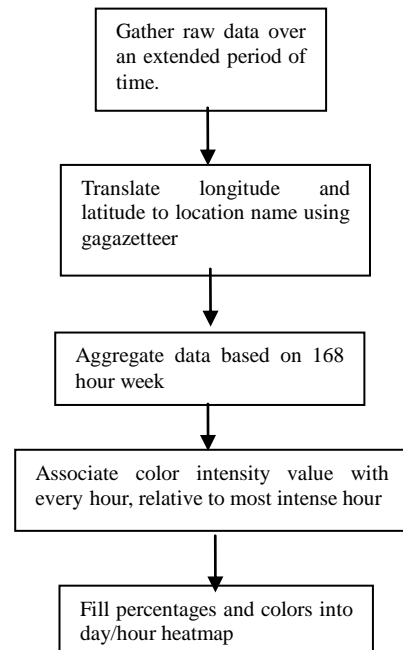 Gather raw data over
an extended period of
time.
Translate longitude and
latitude to location name using
gagazetteer
Aggregate data based on 168
hour week
Associate color intensity value with
every hour, relative to most intense hour
Fill percentages and colors into
day/hour heatmap